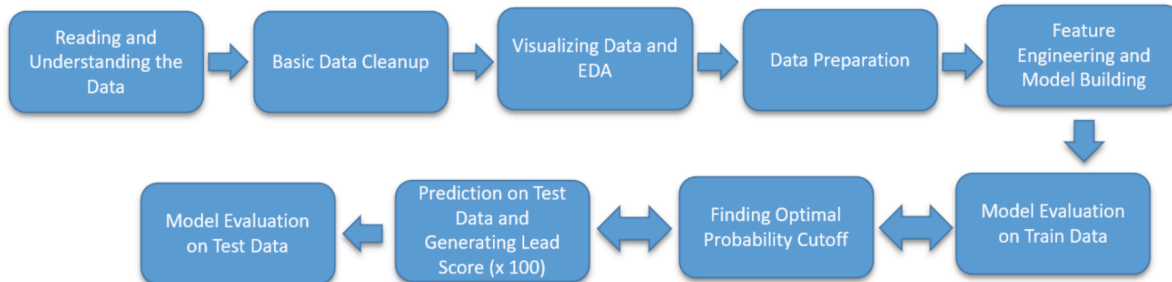 Reading and
Understanding the
Data
Basic Data Cleanup
Visualizing Data and
EDA
Data Preparation
Feature
Engineering and
Model Building
Model Evaluation
on Train Data
Finding Optimal
Probability Cutoff
Prediction on Test
Data and
Generating Lead
Score (x 100)
Model Evaluation
on Test Data